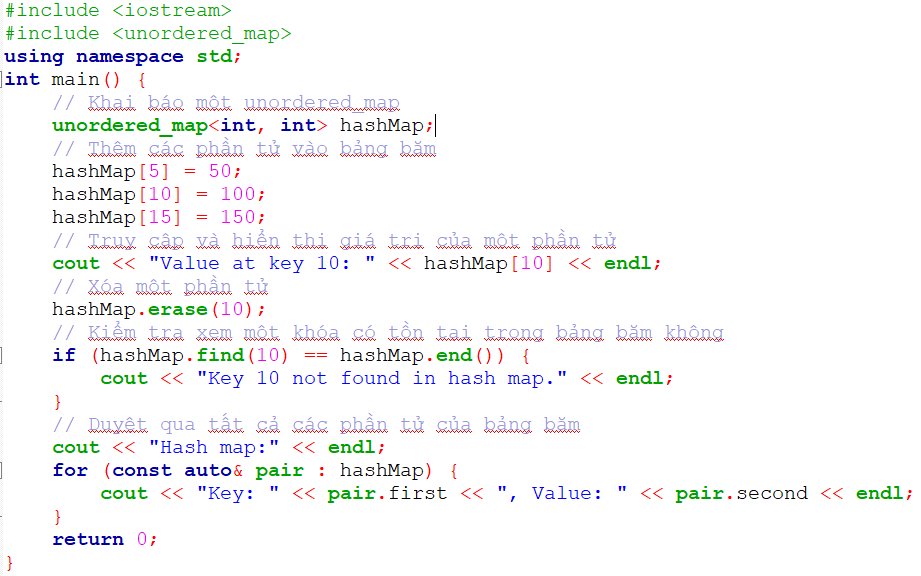 #include <iostream>
#include <unordered_map>
using namespace std;
int main() {
// Khai báo một unordered_map
unordered_map<int, int> hashMap;
// Thêm các phần tử vào bảng băm
hashMap[5] = 50;
hashMap[10] = 100;
hashMap[15] = 150;
// Truy cập và hiển thị giá trị của một phần tử
cout << "Value at key 10: " << hashMap[10] << endl;
// Xóa một phần tử
hashMap.erase(10);
// Kiểm tra xem một khóa có tồn tại trong bảng băm không
if (hashMap.find(10) == hashMap.end()) {
cout << "Key 10 not found in hash map." << endl;
}
// Duyệt qua tất cả các phần tử của bảng băm
cout << "Hash map:" << endl;
for (const auto& pair : hashMap) {
cout << "Key: " << pair.first << ", Value: " << pair.second << endl;
}
return 0;
}